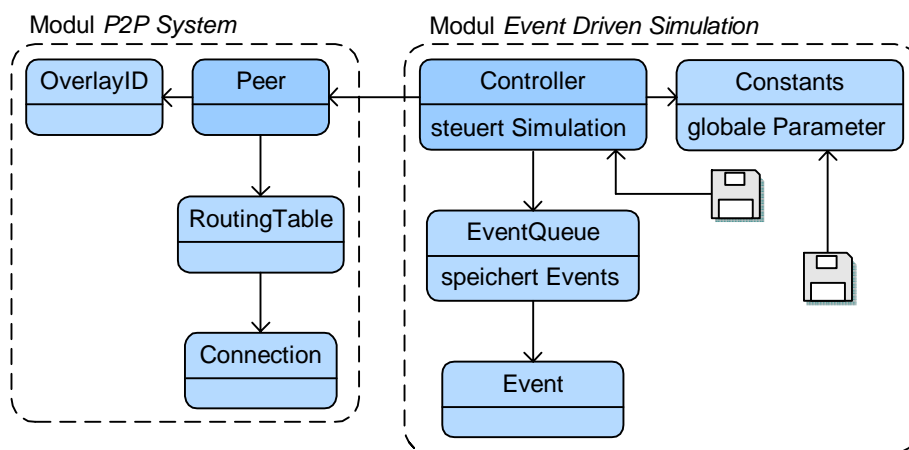 Modul P2P System
OverlayID
Peer
RoutingTable
Connection
Modul Event Driven Simulation
Controller
steuert Simulation
Constants
globale Parameter
EventQueue
speichert Events
Event